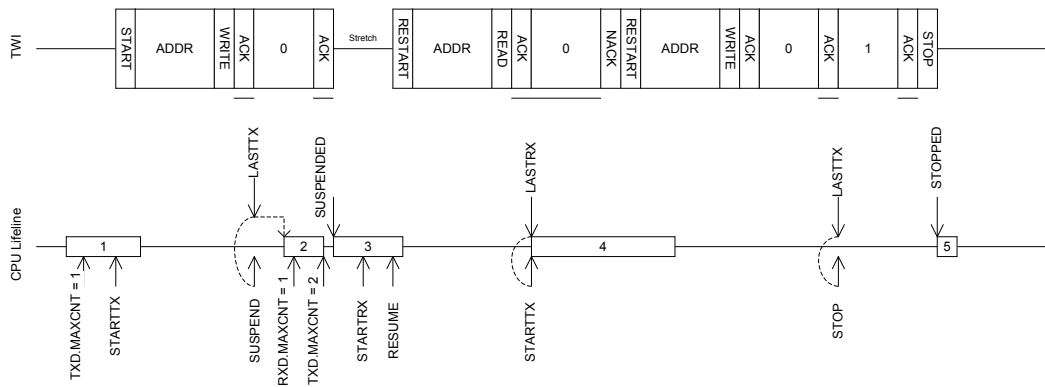 TWI
START
ADDR
WRITE
ACK
0
ACK
Stretch
RESTART
ADDR
READ
ACK
0
NACK
RESTART
ADDR
WRITE
ACK
0
ACK
1
ACK
STOP
CPU Lifeline
LASTTX
SUSPENDED
LASTRX
LASTTX
STOPPED
1
2
3
4
5
TXD.MAXCNT = 1
STARTTX
SUSPEND
RXD.MAXCNT = 1
TXD.MAXCNT = 2
STARTRX
RESUME
STARTTX
STOP